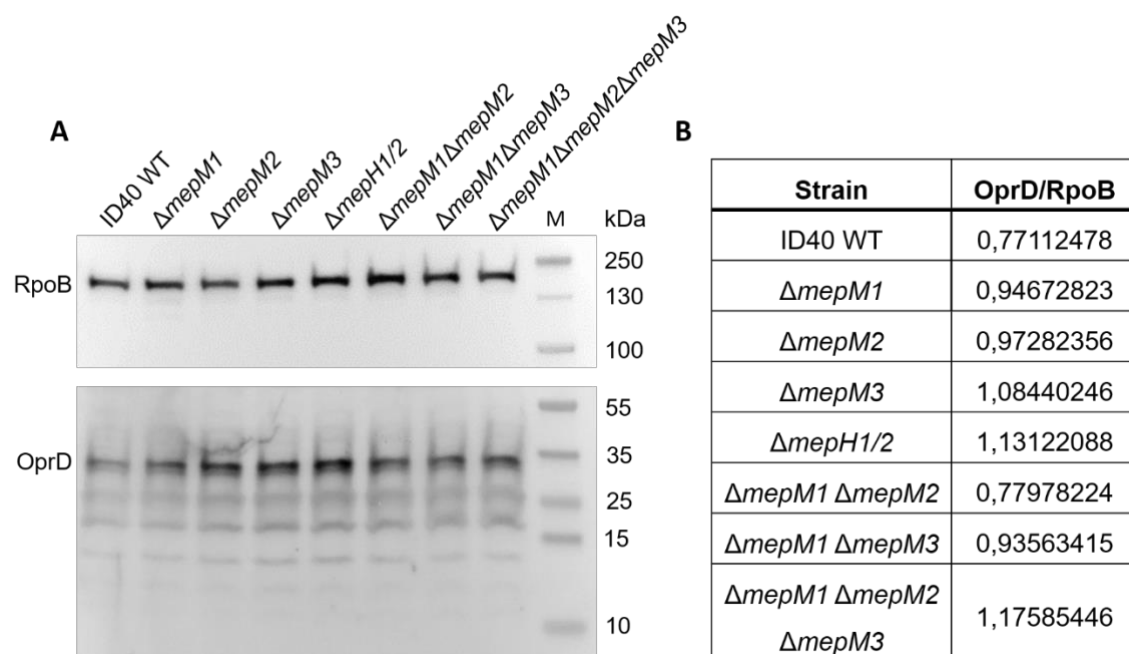 A
ID40 WT
ΔmepM1
ΔmepM2
ΔmepM3
ΔmepH1/2
ΔmepM1ΔmepM2
ΔmepM1ΔmepM3
ΔmepM1ΔmepM2ΔmepM3
M
kDa
RpoB
250
130
100
OprD
55
35
25
15
10
B
Strain OprD/RpoB
ID40 WT 0,77112478
ΔmepM1 0,94672823
ΔmepM2 0,97282356
ΔmepM3 1,08440246
ΔmepH1/2 1,13122088
ΔmepM1 ΔmepM2 0,77978224
ΔmepM1 ΔmepM3 0,93563415
ΔmepM1 ΔmepM2
ΔmepM3 1,17585446